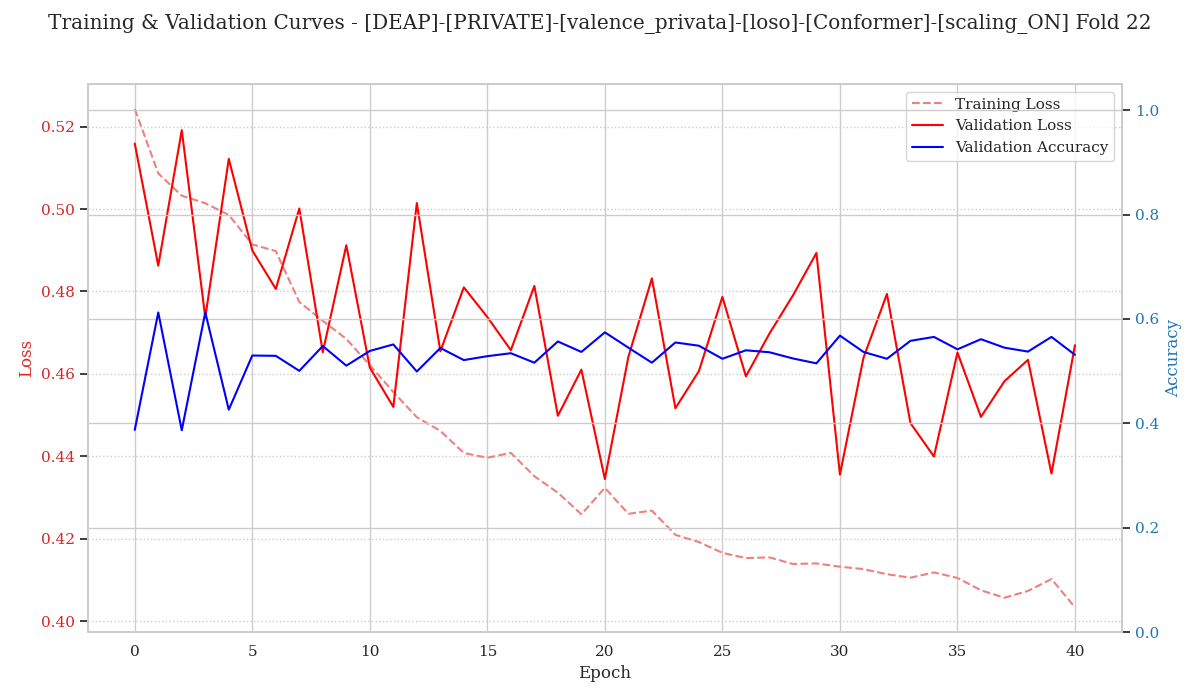 Training & Validation Curves - [DEAP]-[PRIVATE]-[valence_privata]-[loso]-[Conformer]-[scaling_ON] Fold 22
Training Loss
Validation Loss
Validation Accuracy
Loss
0.52
0.50
0.48
0.46
0.44
0.42
0.40
1.0
0.8
0.6
0.4
0.2
0.0
Accuracy
0 5 10 15 20 25 30 35 40
Epoch